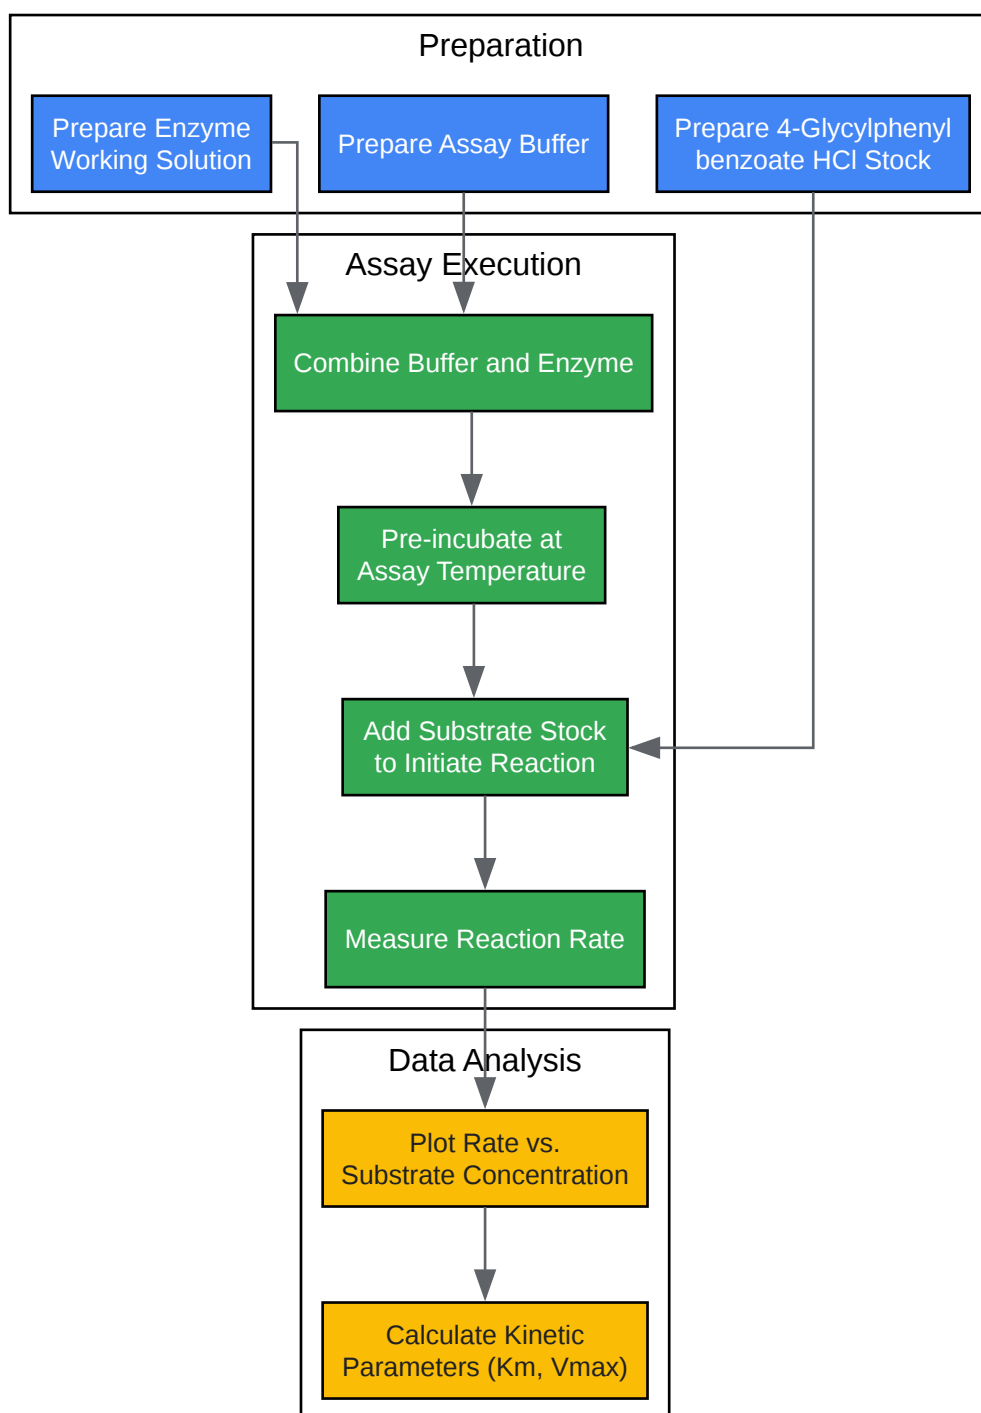 Preparation
Prepare Enzyme
Working Solution
Prepare Assay Buffer
Prepare 4-Glycylphenyl
benzoate HCl Stock
Assay Execution
Combine Buffer and Enzyme
Pre-incubate at
Assay Temperature
Add Substrate Stock
to Initiate Reaction
Measure Reaction Rate
Data Analysis
Plot Rate vs.
Substrate Concentration
Calculate Kinetic
Parameters (Km, Vmax)